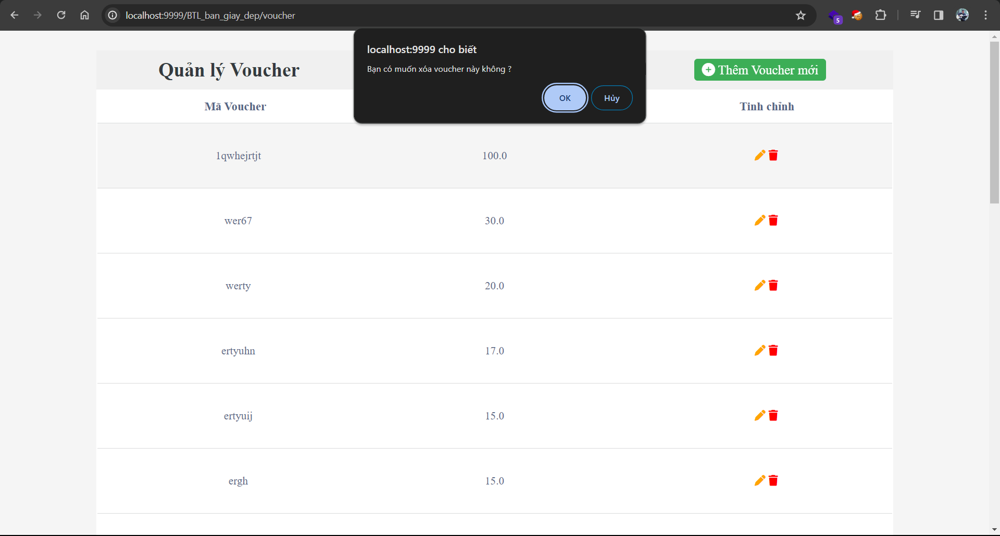 localhost:9999/BTL_ban_giay_dep/voucher
5
localhost:9999 cho biết
Bạn có muốn xóa voucher này không ?
OK
Hủy
Quản lý Voucher
Thêm Voucher mới
Mã Voucher
Tinh chỉnh
1qwhejrtjt
100.0
wer67
30.0
werty
20.0
ertyuhn
17.0
ertyuij
15.0
ergh
15.0